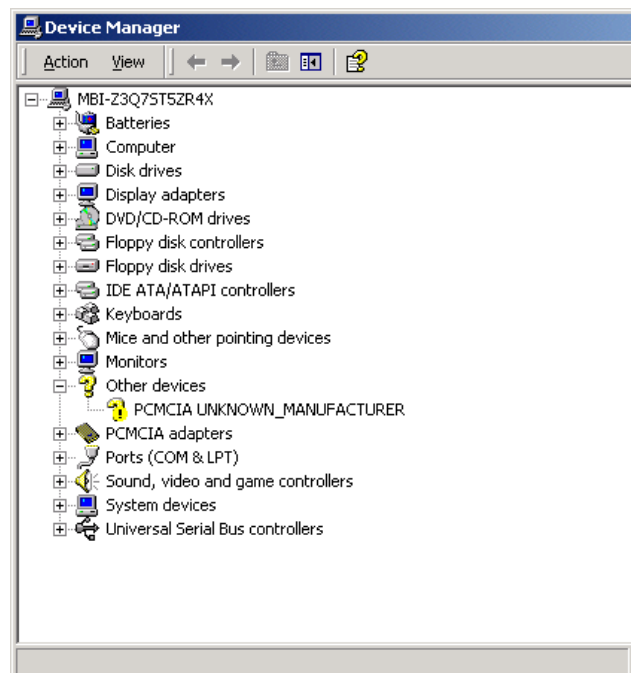 Device Manager
Action View
MBI-Z3Q7ST5ZR4X
Batteries
Computer
Disk drives
Display adapters
DVD/CD-ROM drives
Floppy disk controllers
Floppy disk drives
IDE ATA/ATAPI controllers
Keyboards
Mice and other pointing devices
Monitors
Other devices
PCMCIA UNKNOWN_MANUFACTURER
PCMCIA adapters
Ports (COM & LPT)
Sound, video and game controllers
System devices
Universal Serial Bus controllers